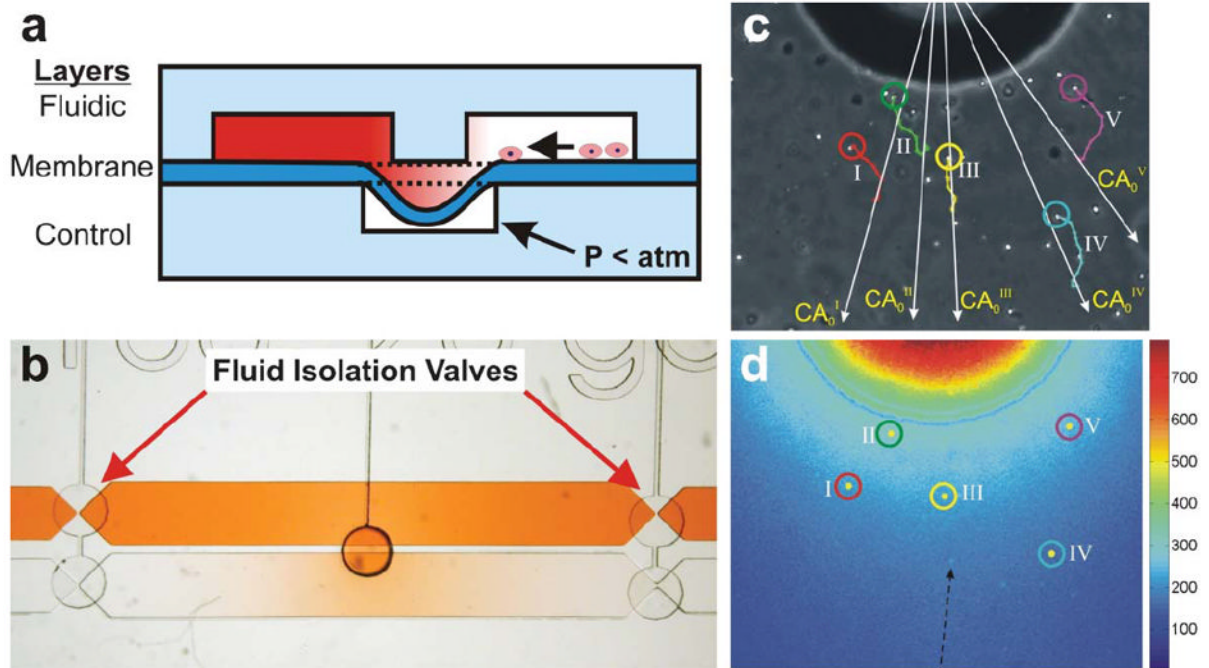 a
Layers
Fluidic
Membrane
Control
P < atm
b
Fluid Isolation Valves
c
I
II
III
IV
V
CA₀ᴵ
CA₀ᴵᴵ
CA₀ᴵᴵᴵ
CA₀ᴵⱽ
CA₀ⱽ
d
I
II
III
IV
V
700
600
500
400
300
200
100